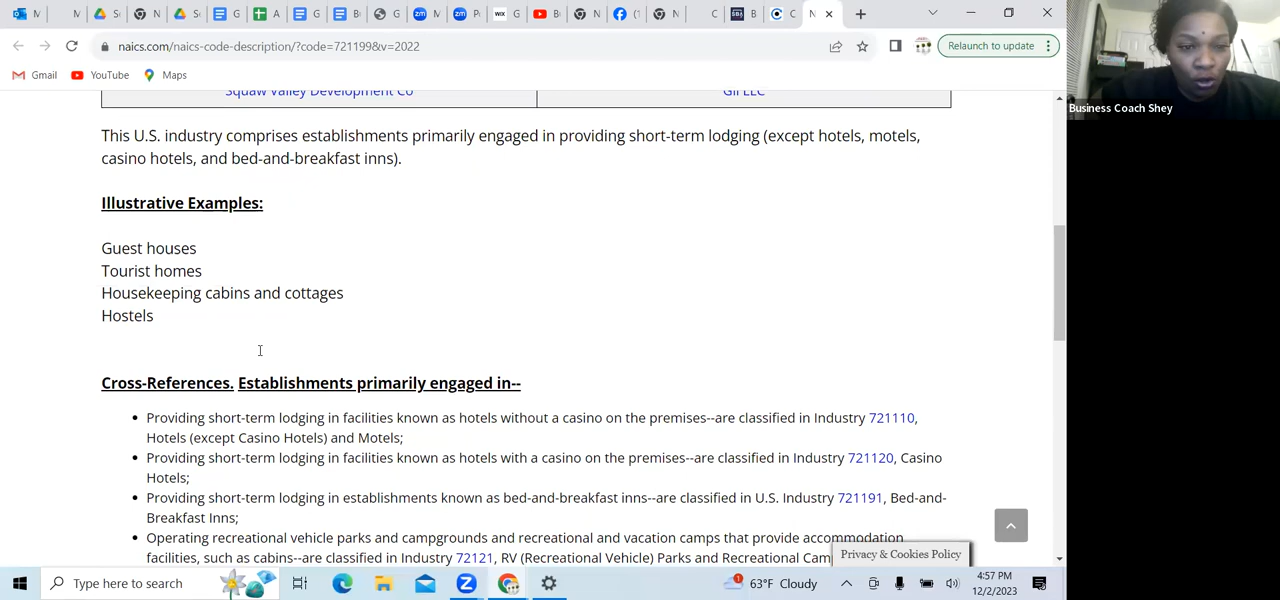 M
M
Sc
N
Sc
G
A
G
B
G
M
Pe
WIX
G
B
N
(1
N
C
SBA
B
C
N
naics.com/naics-code-description/?code=721199&v=2022
Relaunch to update
Gmail
YouTube
Maps
Business Coach Shey
Squaw Valley Development Co
Gif LLC
This U.S. industry comprises establishments primarily engaged in providing short-term lodging (except hotels, motels,
casino hotels, and bed-and-breakfast inns).
Illustrative Examples:
Guest houses
Tourist homes
Housekeeping cabins and cottages
Hostels
Cross-References. Establishments primarily engaged in--
Providing short-term lodging in facilities known as hotels without a casino on the premises--are classified in Industry 721110,
Hotels (except Casino Hotels) and Motels;
Providing short-term lodging in facilities known as hotels with a casino on the premises--are classified in Industry 721120, Casino
Hotels;
Providing short-term lodging in establishments known as bed-and-breakfast inns--are classified in U.S. Industry 721191, Bed-and-
Breakfast Inns;
Operating recreational vehicle parks and campgrounds and recreational and vacation camps that provide accommodation
facilities, such as cabins--are classified in Industry 72121, RV (Recreational Vehicle) Parks and Recreational Cam
Privacy & Cookies Policy
Type here to search
63°F Cloudy
4:57 PM
12/2/2023